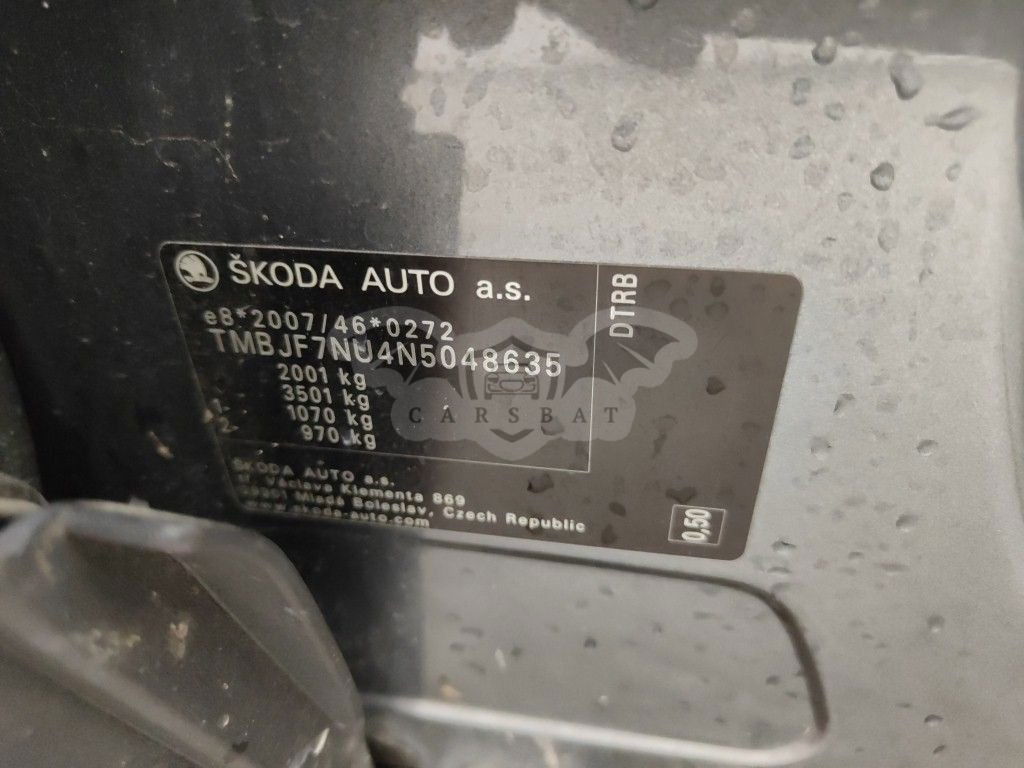 ŠKODA AUTO a.s.
e8*2007/46*0272
TMBJF7NU4N5048635
2001 kg
3501 kg
1070 kg
2- 970 kg
DTRB
CARSBAT
ŠKODA AUTO a.s.
tř. Václava Klementa 869
Mladá Boleslav, Czech Republic
www.skoda-auto.com
0,50